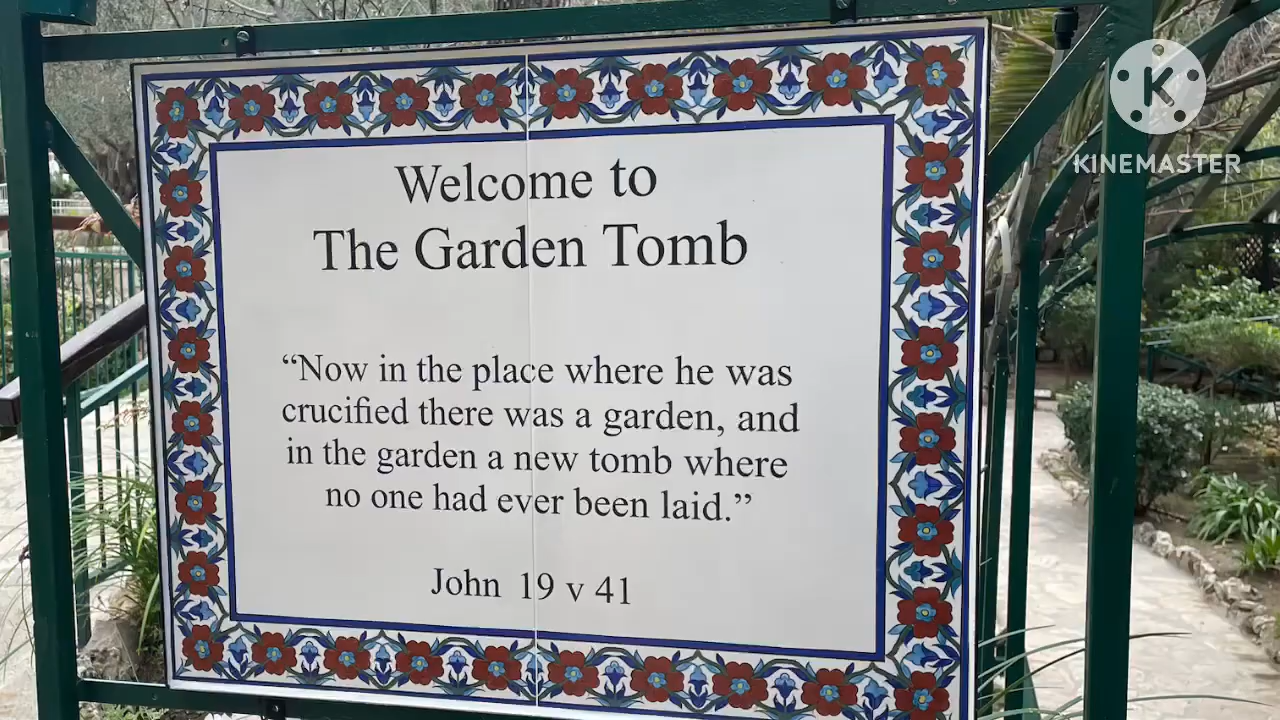 Welcome to
The Garden Tomb
“Now in the place where he was
crucified there was a garden, and
in the garden a new tomb where
no one had ever been laid.”
John 19 v 41
K
KINEMASTER